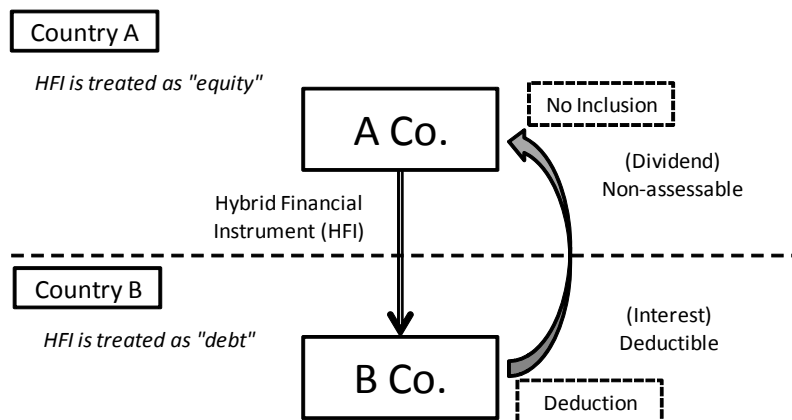 Country A
HFI is treated as "equity"
No Inclusion
A Co.
(Dividend)
Non-assessable
Hybrid Financial
Instrument (HFI)
Country B
HFI is treated as "debt"
(Interest)
Deductible
B Co.
Deduction